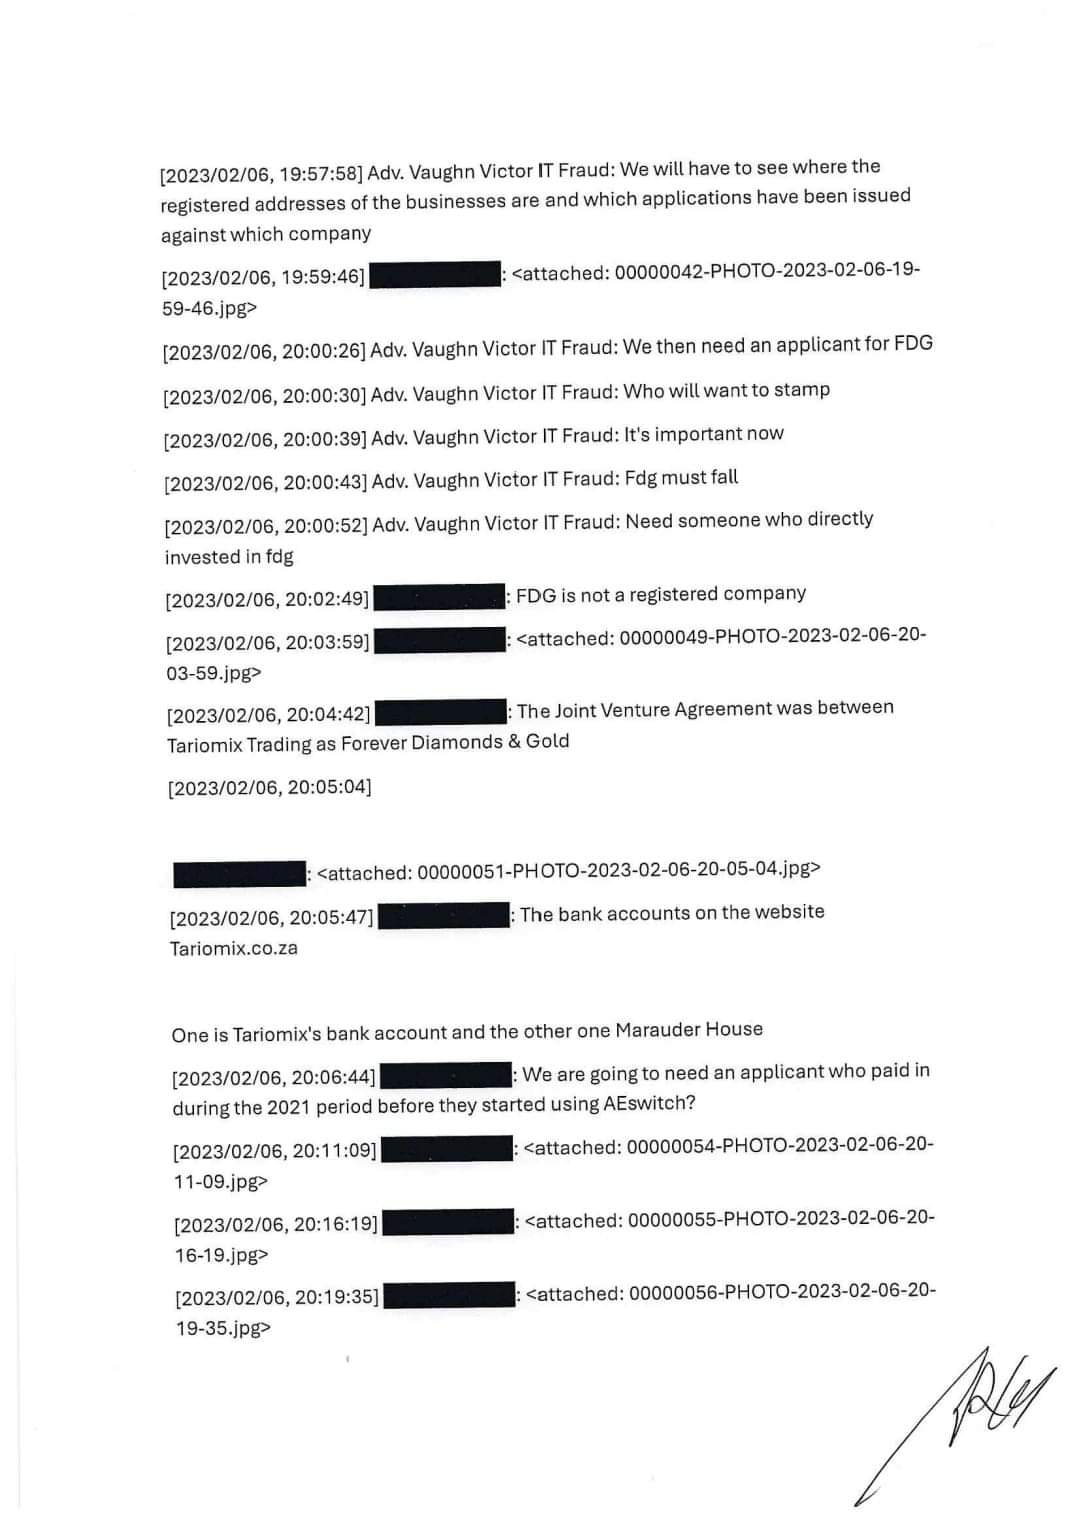 [2023/02/06, 19:57:58] Adv. Vaughn Victor IT Fraud: We will have to see where the
registered addresses of the businesses are and which applications have been issued
against which company
[2023/02/06, 19:59:46] : <attached: 00000042-PHOTO-2023-02-06-19-
59-46.jpg>
[2023/02/06, 20:00:26] Adv. Vaughn Victor IT Fraud: We then need an applicant for FDG
[2023/02/06, 20:00:30] Adv. Vaughn Victor IT Fraud: Who will want to stamp
[2023/02/06, 20:00:39] Adv. Vaughn Victor IT Fraud: It's important now
[2023/02/06, 20:00:43] Adv. Vaughn Victor IT Fraud: Fdg must fall
[2023/02/06, 20:00:52] Adv. Vaughn Victor IT Fraud: Need someone who directly
invested in fdg
[2023/02/06, 20:02:49] : FDG is not a registered company
[2023/02/06, 20:03:59] : <attached: 00000049-PHOTO-2023-02-06-20-
03-59.jpg>
[2023/02/06, 20:04:42] : The Joint Venture Agreement was between
Tariomix Trading as Forever Diamonds & Gold
[2023/02/06, 20:05:04]
: <attached: 00000051-PHOTO-2023-02-06-20-05-04.jpg>
[2023/02/06, 20:05:47] : The bank accounts on the website
Tariomix.co.za
One is Tariomix's bank account and the other one Marauder House
[2023/02/06, 20:06:44] : We are going to need an applicant who paid in
during the 2021 period before they started using AEswitch?
[2023/02/06, 20:11:09] : <attached: 00000054-PHOTO-2023-02-06-20-
11-09.jpg>
[2023/02/06, 20:16:19] : <attached: 00000055-PHOTO-2023-02-06-20-
16-19.jpg>
[2023/02/06, 20:19:35] : <attached: 00000056-PHOTO-2023-02-06-20-
19-35.jpg>